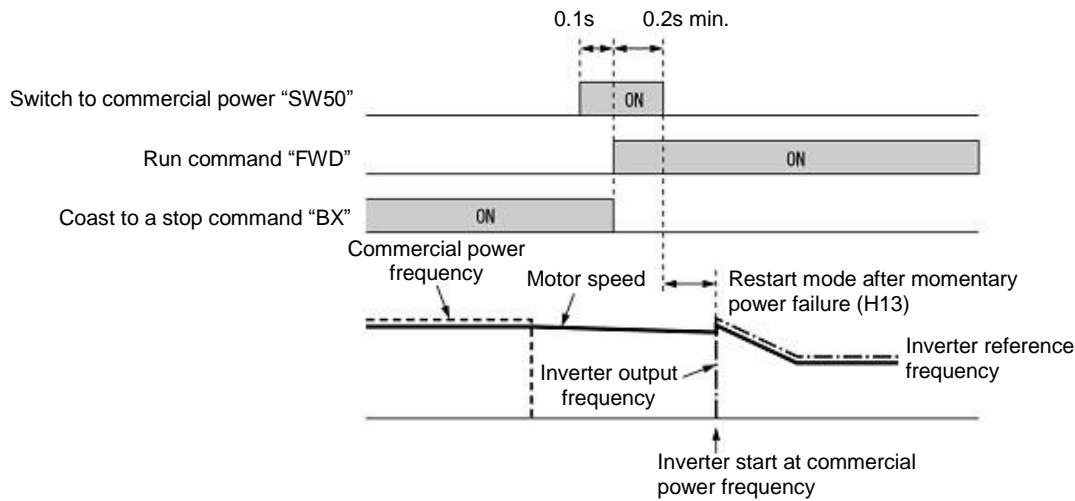 0.1s
0.2s min.
Switch to commercial power “SW50”
ON
Run command “FWD”
ON
Coast to a stop command “BX”
ON
Commercial power
frequency
Motor speed
Restart mode after momentary
power failure (H13)
Inverter output
frequency
Inverter reference
frequency
Inverter start at commercial
power frequency